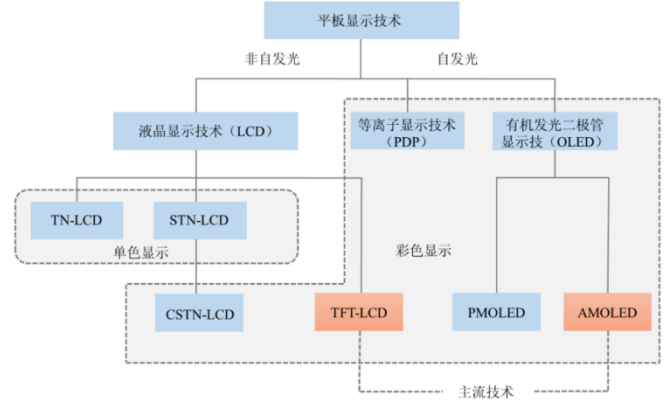 平板显示技术
非自发光
自发光
液晶显示技术（LCD）
等离子显示技术
（PDP）
有机发光二极管
显示技（OLED）
TN-LCD
STN-LCD
单色显示
彩色显示
CSTN-LCD
TFT-LCD
PMOLED
AMOLED
主流技术